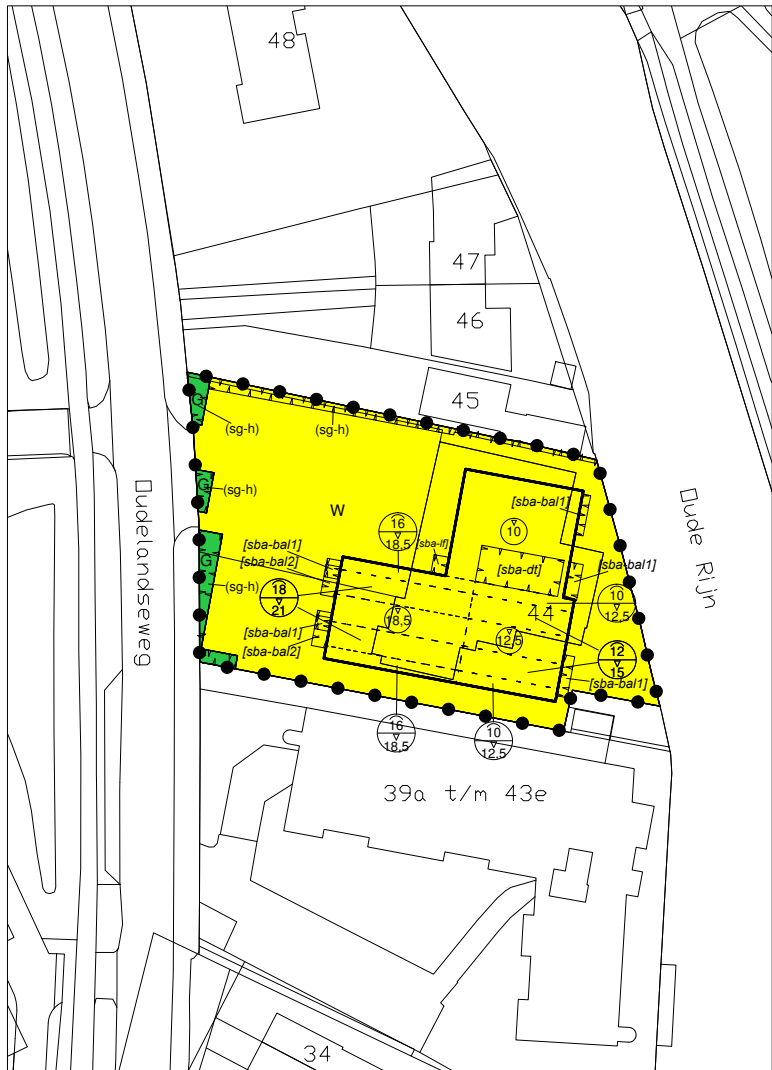 48
47
46
45
G
(sg-h)
(sg-h)
G
(sg-h)
W
[sba-bal1]
16
18,5
10
[sba-lf]
[sba-bal1]
[sba-bal2]
[sba-dt]
[sba-bal1]
G
(sg-h)
18
21
10
12,5
44
18,5
[sba-bal1]
[sba-bal2]
12,5
12
15
[sba-bal1]
16
18,5
10
12,5
Oudelandseweg
Oude Rijn
39a t/m 43e
34